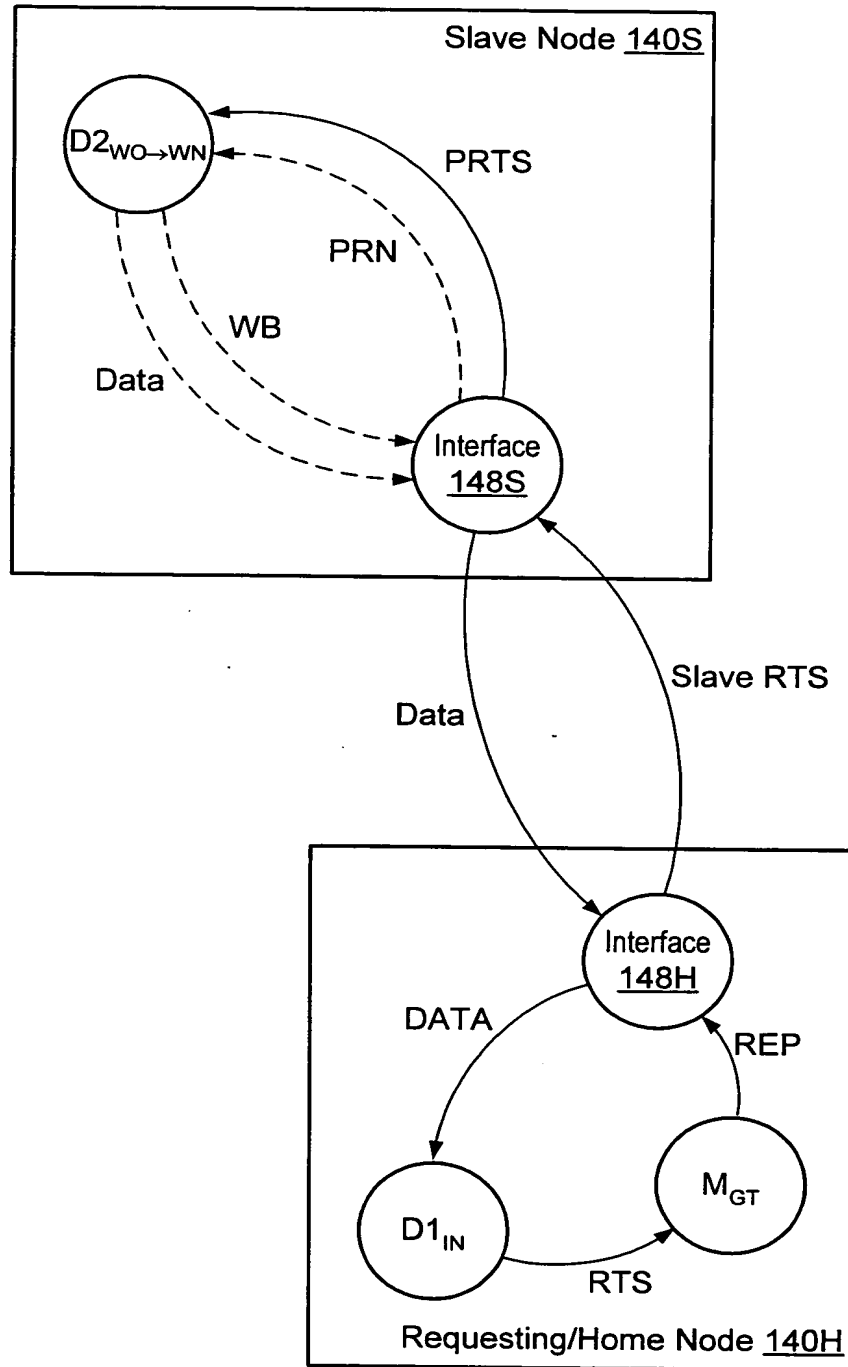 Slave Node 140S
D2WO→WN
PRTS
PRN
WB
Data
Interface
148S
Slave RTS
Data
Interface
148H
DATA
REP
MGT
D1IN
RTS
Requesting/Home Node 140H